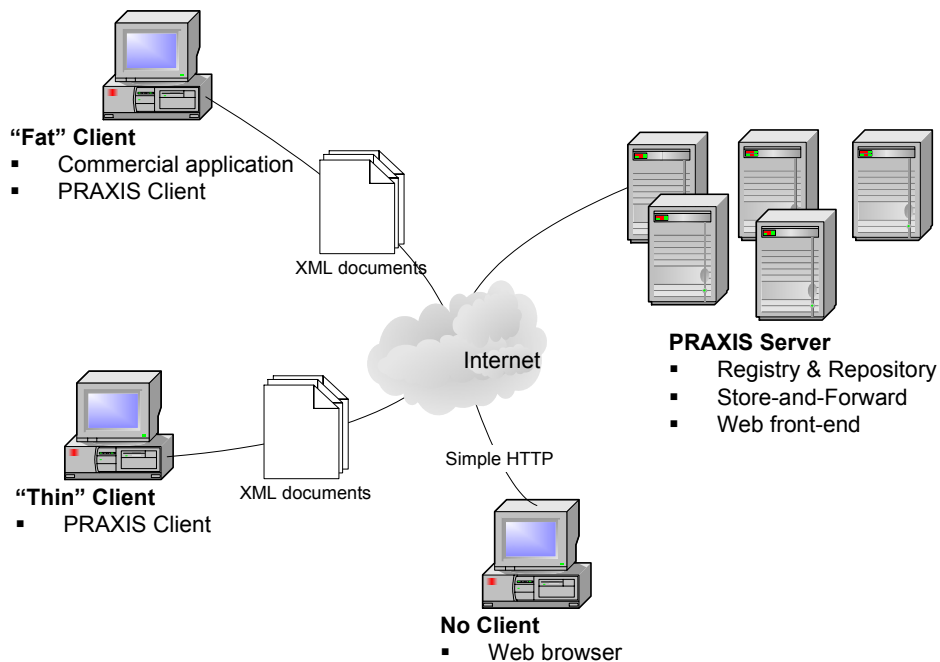 “Fat” Client
▪ Commercial application
▪ PRAXIS Client
XML documents
Internet
PRAXIS Server
▪ Registry & Repository
▪ Store-and-Forward
▪ Web front-end
“Thin” Client
▪ PRAXIS Client
XML documents
Simple HTTP
No Client
▪ Web browser